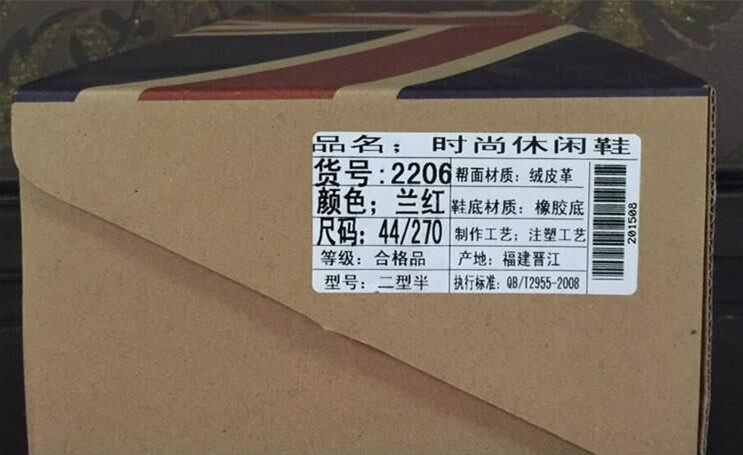 品名；时尚休闲鞋
货号：2206
颜色；兰红
尺码：44/270
等级：合格品
型号：二型半
帮面材质：绒皮革
鞋底材质：橡胶底
制作工艺；注塑工艺
产地：福建晋江
执行标准：QB/T2955-2008
201508